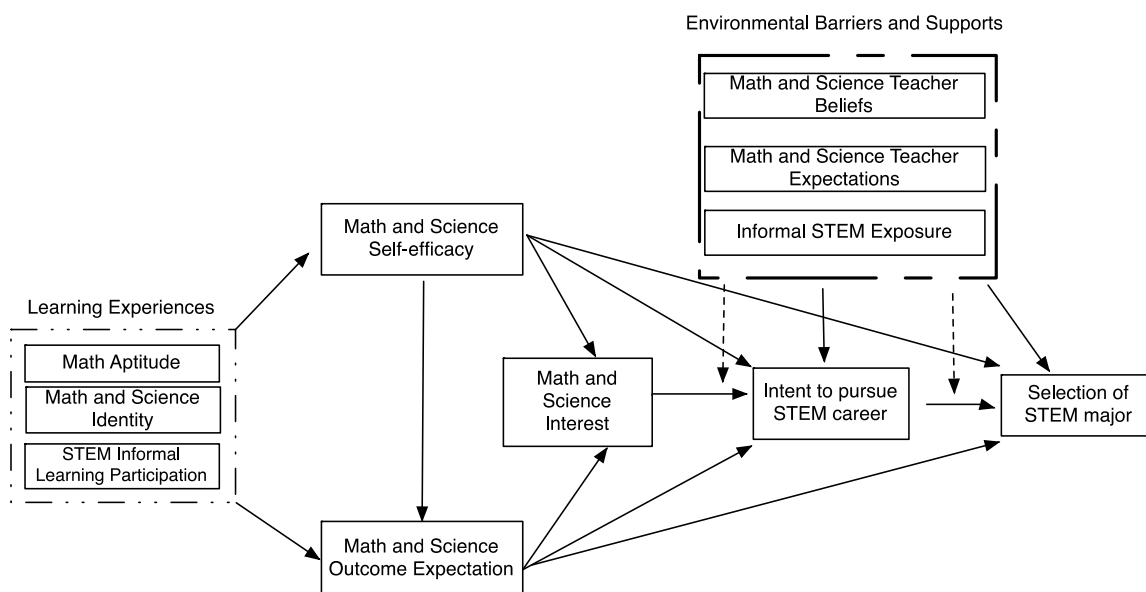 Environmental Barriers and Supports
Math and Science Teacher
Beliefs
Math and Science Teacher
Expectations
Informal STEM Exposure
Math and Science
Self-efficacy
Learning Experiences
Math Aptitude
Math and Science
Identity
STEM Informal
Learning Participation
Math and
Science
Interest
Intent to pursue
STEM career
Selection of
STEM major
Math and Science
Outcome Expectation